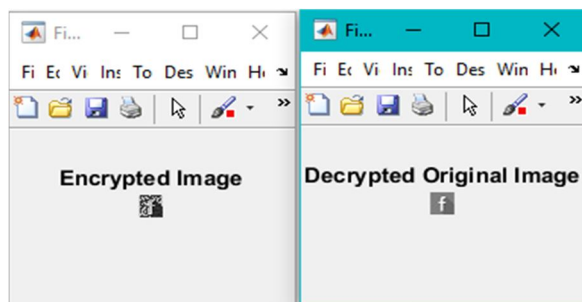 Fi...
Fi Ec Vi Ins To Des Win He
Encrypted Image
Fi...
Fi Ec Vi Ins To Des Win He
Decrypted Original Image
f